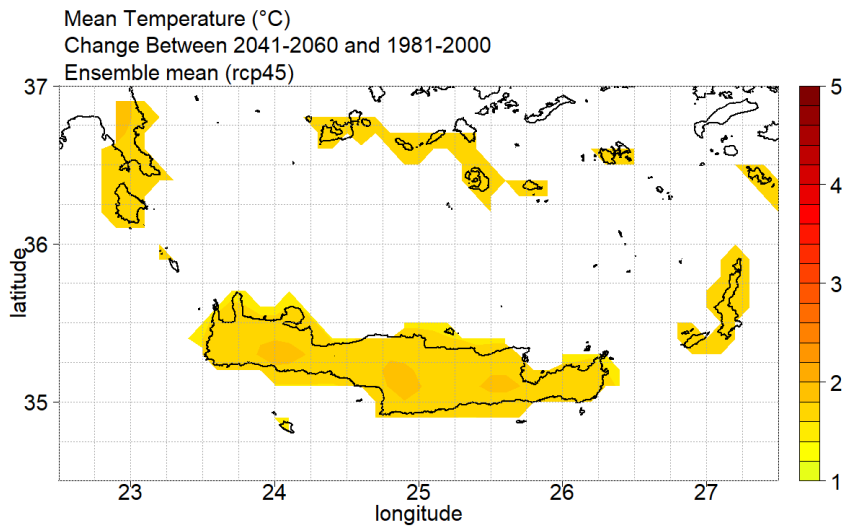 Mean Temperature (°C)
Change Between 2041-2060 and 1981-2000
Ensemble mean (rcp45)
37
36
35
latitude
23
24
25
26
27
longitude
5
4
3
2
1